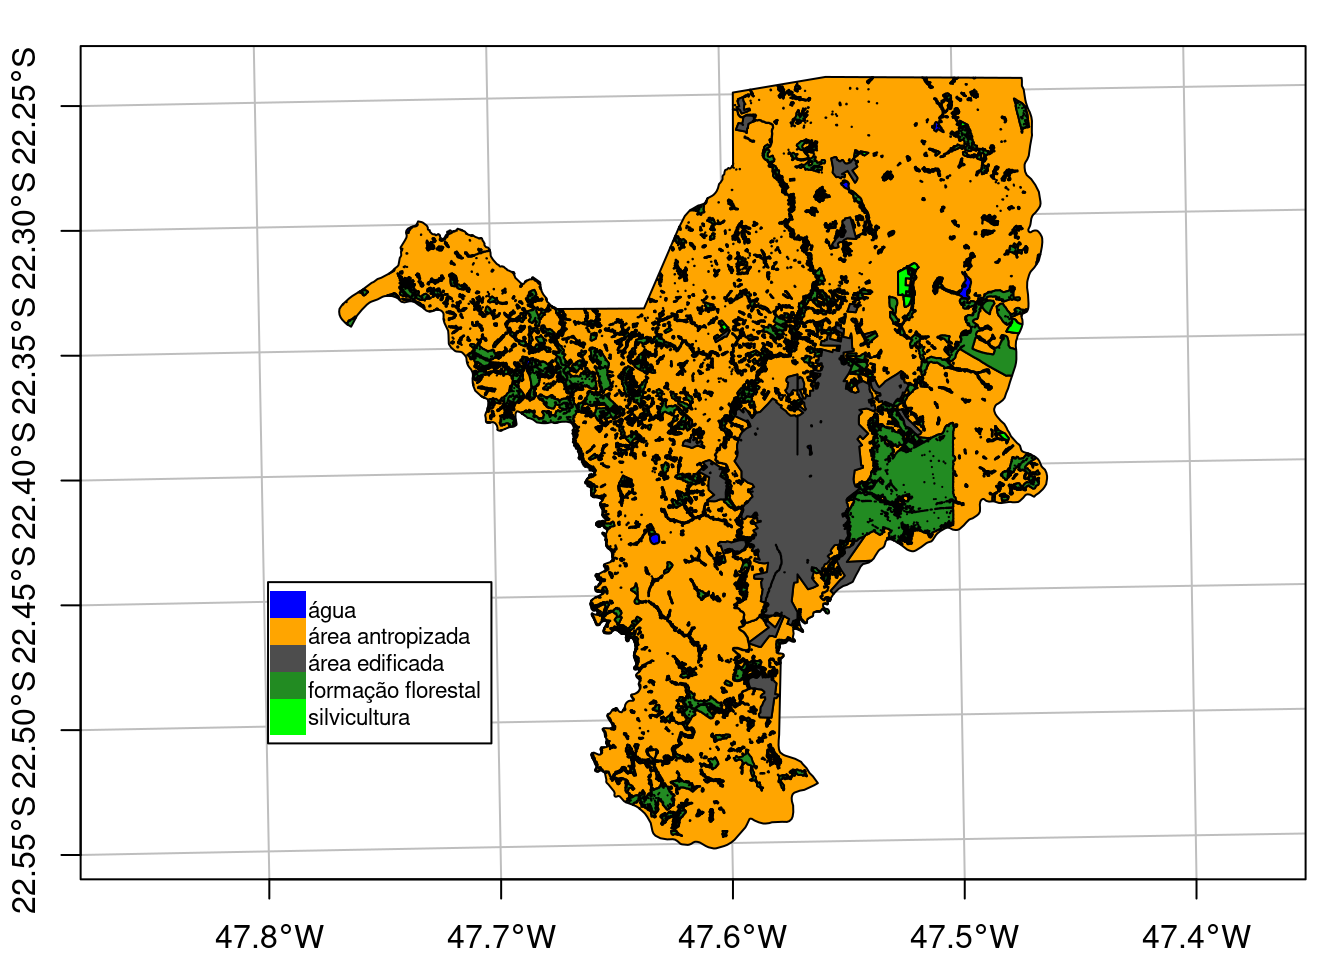 22.25°S
22.30°S
22.35°S
22.40°S
22.45°S
22.50°S
22.55°S
água
área antropizada
área edificada
formação florestal
silvicultura
47.8°W
47.7°W
47.6°W
47.5°W
47.4°W